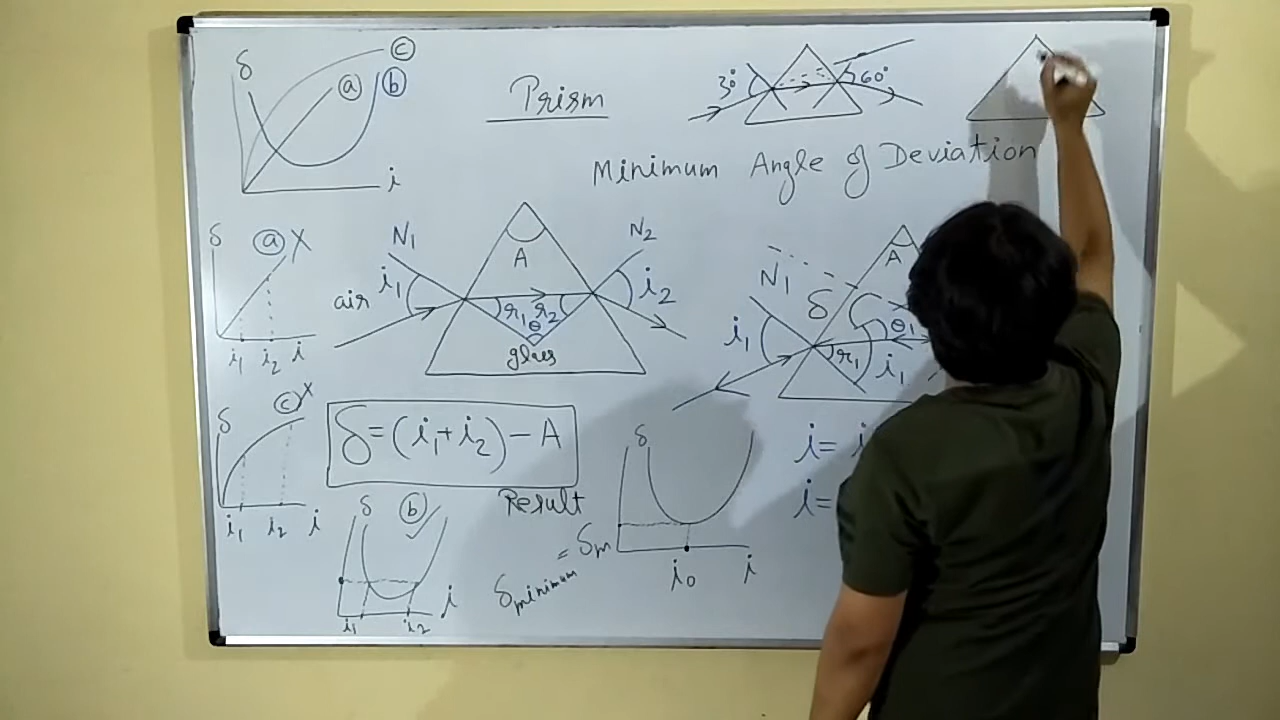 δ
ⓒ
ⓐ
ⓑ
i
Prism
30°
60°
Minimum Angle of Deviation
δ
ⓐ X
i₁ i₂ i
air
N₁
i₁
A
N₂
i₂
r₁ r₂
θ
glass
N₁
δ
A
i₁
r₁
θ₁
i₁
δ
ⓒ X
i₁ i₂ i
δ=(i₁+i₂)-A
Result
δ
ⓑ ✓
i₁ i₂ i
δminimum = δm
δ
i₀ i
i= i
i=